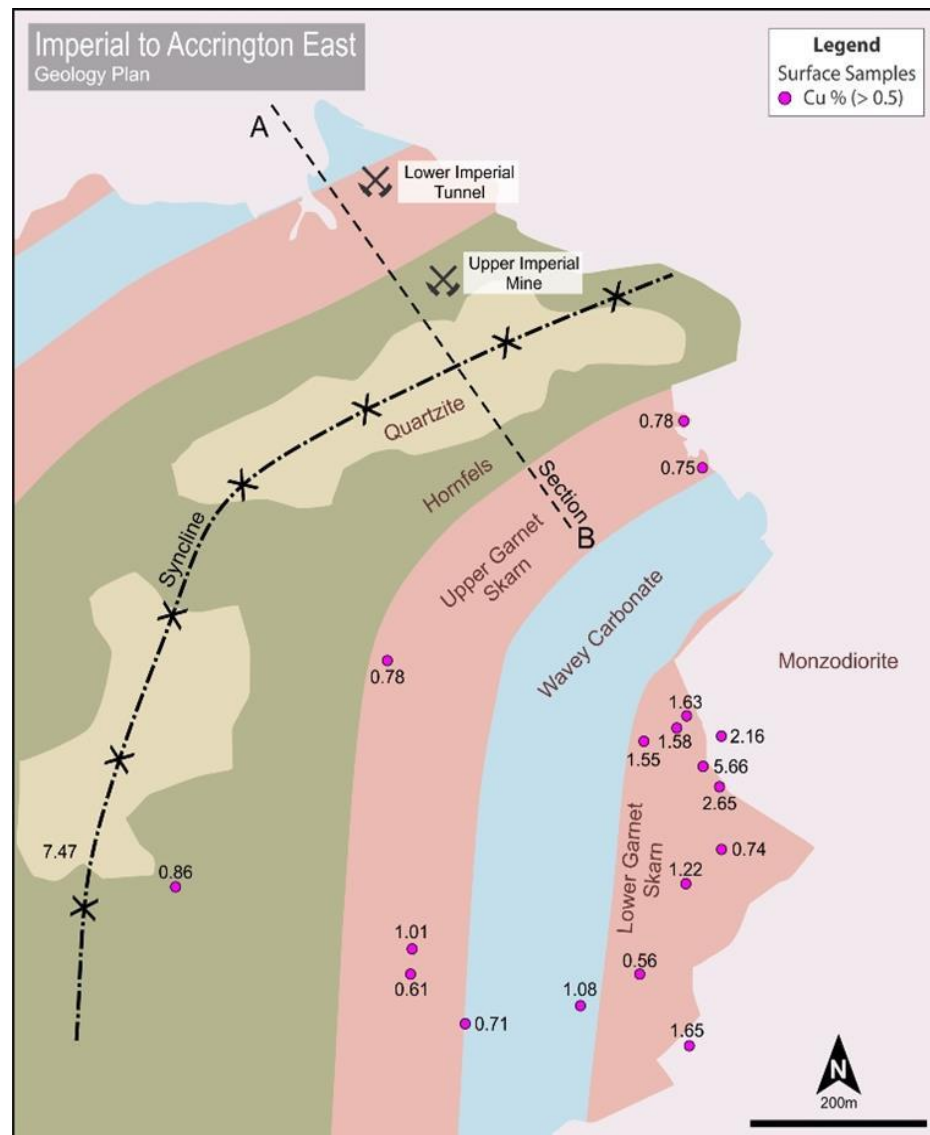 Imperial to Accrington East
Geology Plan
Legend
Surface Samples
Cu % (> 0.5)
A
Lower Imperial
Tunnel
Upper Imperial
Mine
Quartzite
Hornfels
Syncline
Section
B
Upper Garnet
Skarn
Wavey Carbonate
Monzodiorite
Lower Garnet
Skarn
0.78
0.75
0.78
1.63
1.58
1.55
2.16
5.66
2.65
0.74
1.22
7.47
0.86
1.01
0.61
0.71
1.08
0.56
1.65
N
200m